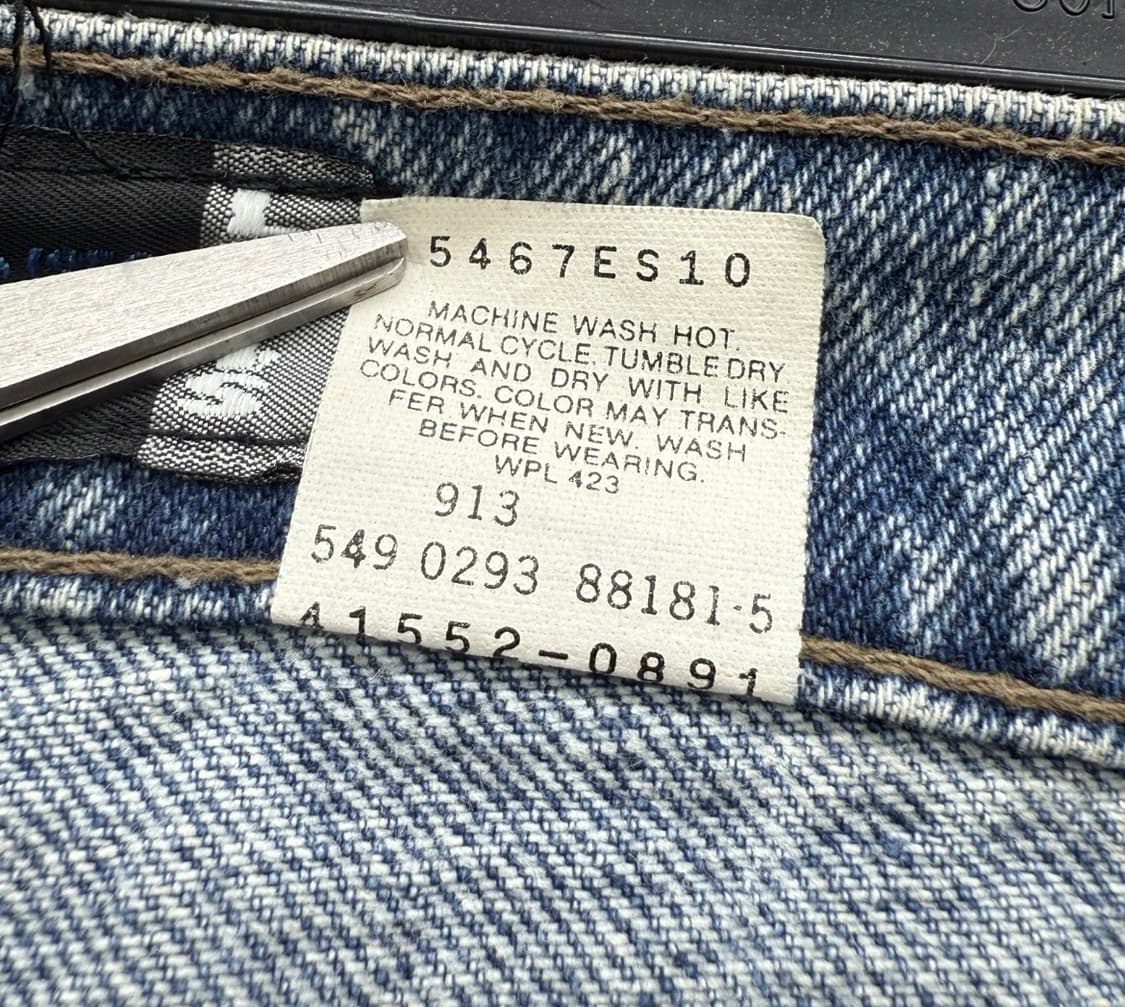 5467ES10
MACHINE WASH HOT.
NORMAL CYCLE. TUMBLE DRY
WASH AND DRY WITH LIKE
COLORS. COLOR MAY TRANS-
FER WHEN NEW. WASH
BEFORE WEARING.
WPL 423
913
549 0293 88181-5
41552-0891